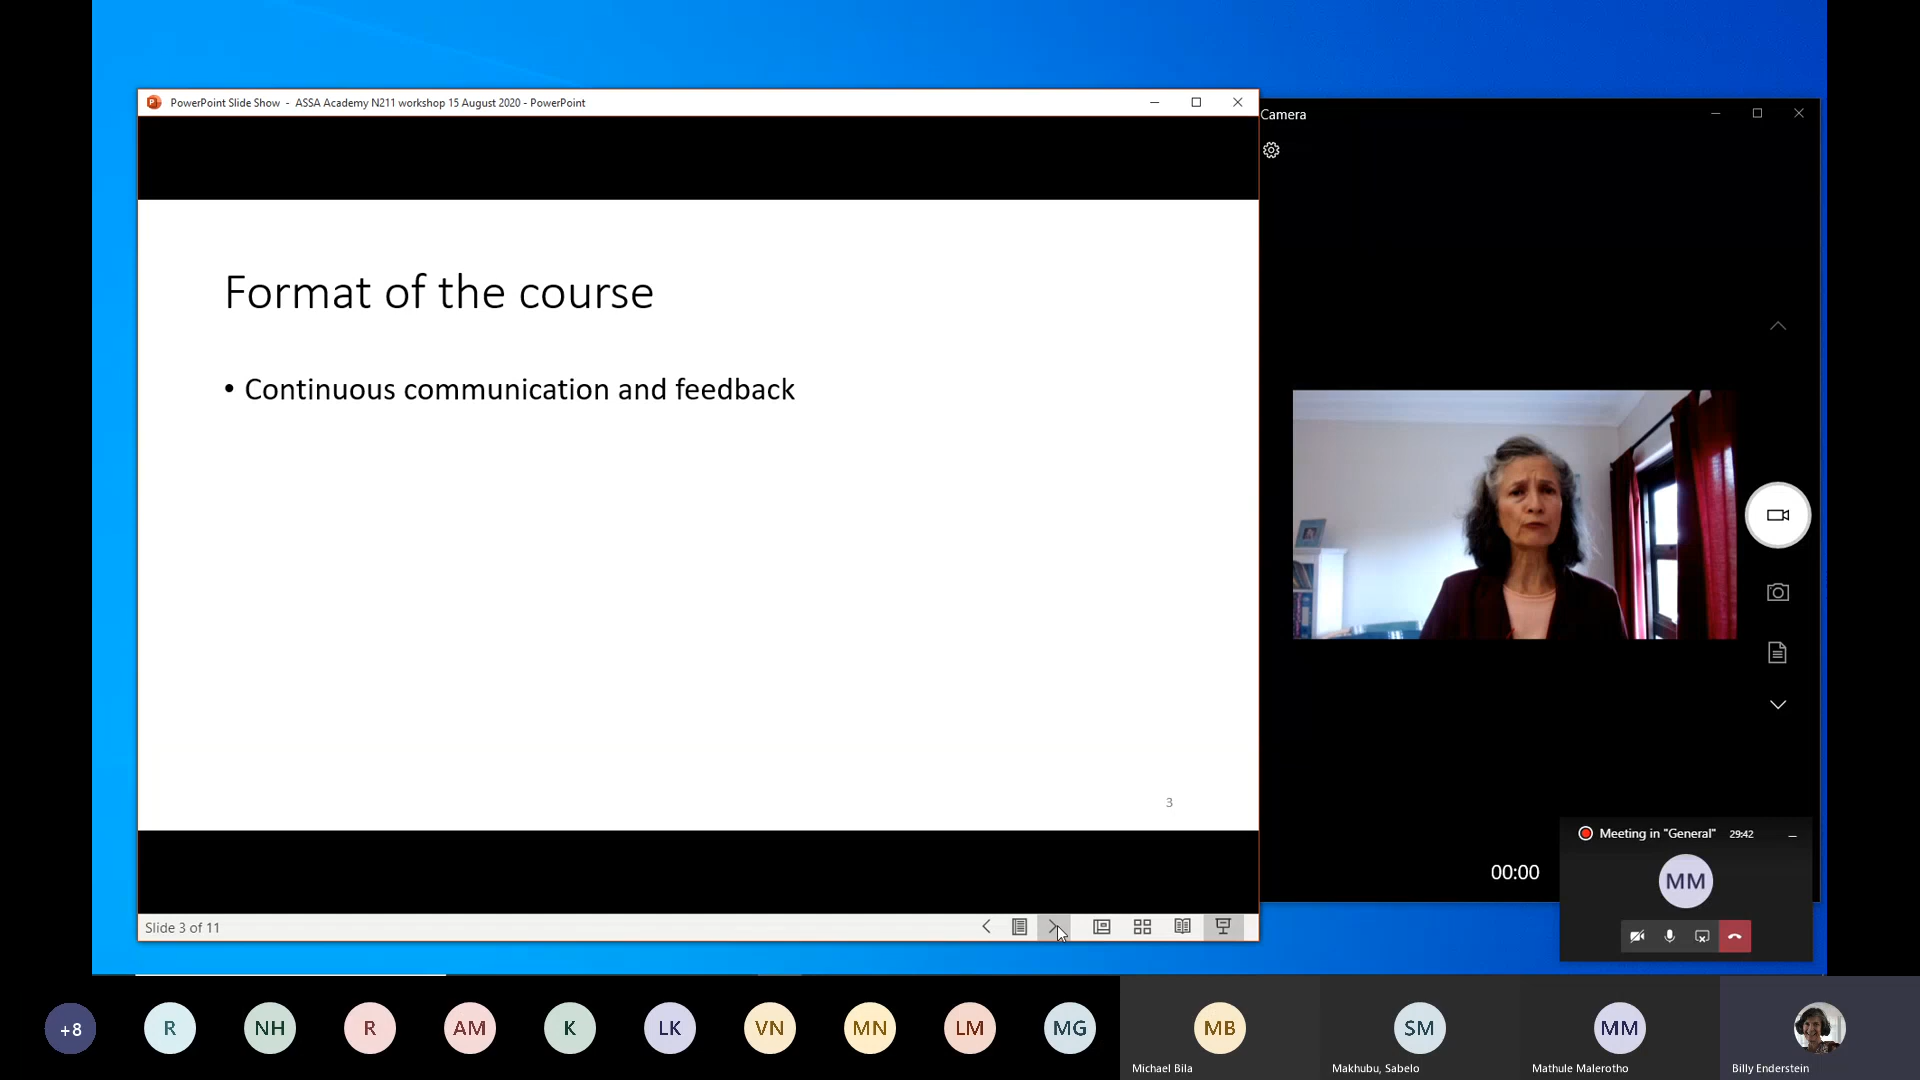 PowerPoint Slide Show - ASSA Academy N211 workshop 15 August 2020 - PowerPoint
Camera
Format of the course
• Continuous communication and feedback
3
Meeting in "General" 29:42
00:00
MM
Slide 3 of 11
+8
R
NH
R
AM
K
LK
VN
MN
LM
MG
MB
SM
MM
Michael Bila
Makhubu, Sabelo
Mathule Malerotho
Billy Enderstein